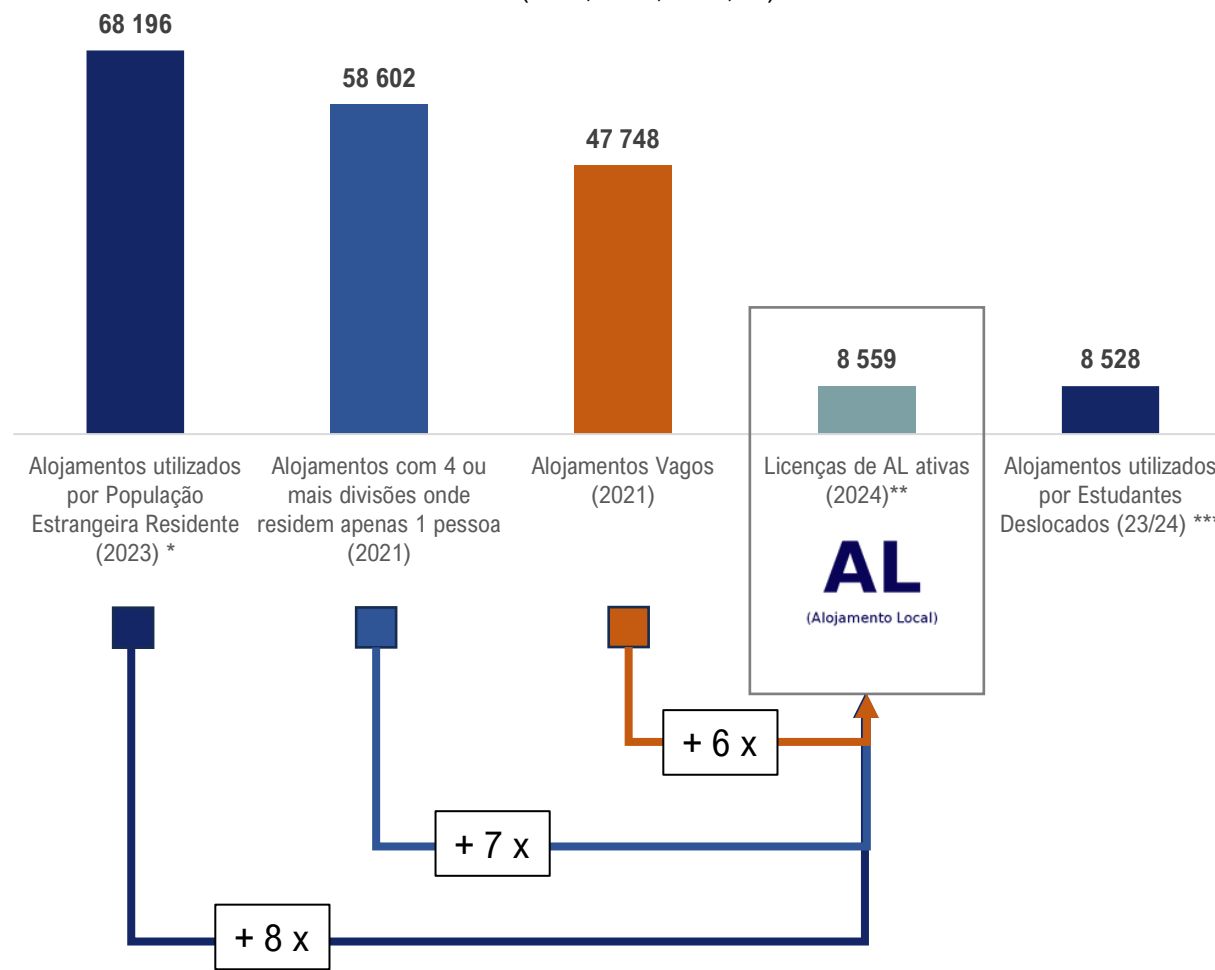 68 196
58 602
47 748
8 559
8 528
Alojamentos utilizados
por População
Estrangeira Residente
(2023) *
Alojamentos com 4 ou
mais divisões onde
residem apenas 1 pessoa
(2021)
Alojamentos Vagos
(2021)
Licenças de AL ativas
(2024)**
AL
(Alojamento Local)
Alojamentos utilizados
por Estudantes
Deslocados (23/24) ***
+ 6 x
+ 7 x
+ 8 x